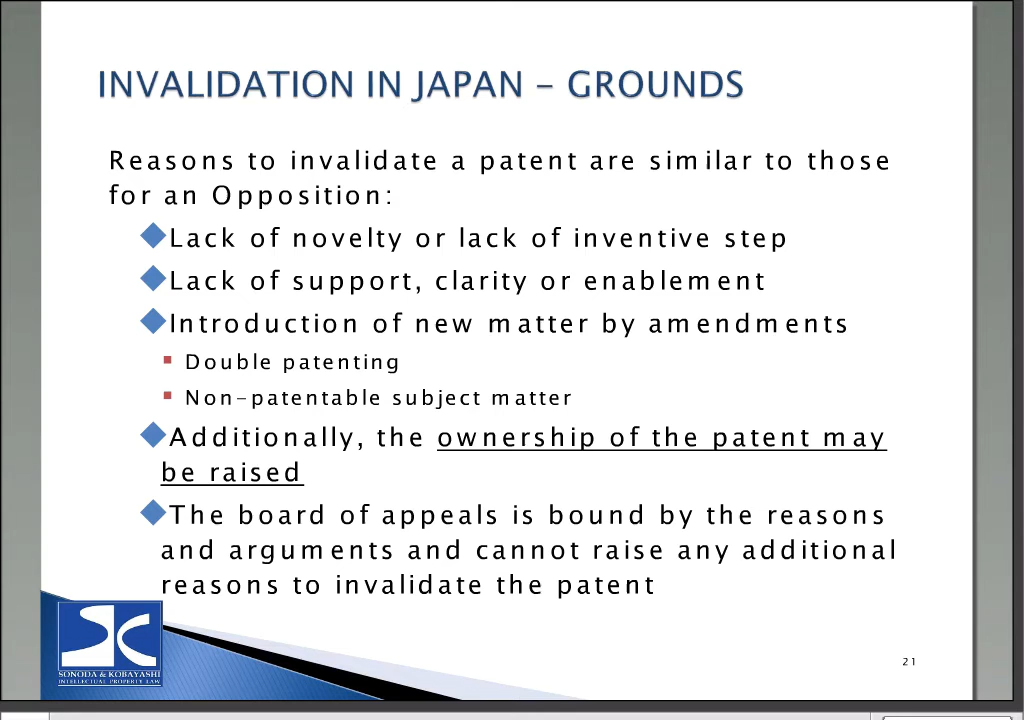 INVALIDATION IN JAPAN – GROUNDS
Reasons to invalidate a patent are similar to those
for an Opposition:
Lack of novelty or lack of inventive step
Lack of support, clarity or enablement
Introduction of new matter by amendments
Double patenting
Non-patentable subject matter
Additionally, the ownership of the patent may
be raised
The board of appeals is bound by the reasons
and arguments and cannot raise any additional
reasons to invalidate the patent
SONODA & KOBAYASHI
INTELLECTUAL PROPERTY LAW
21